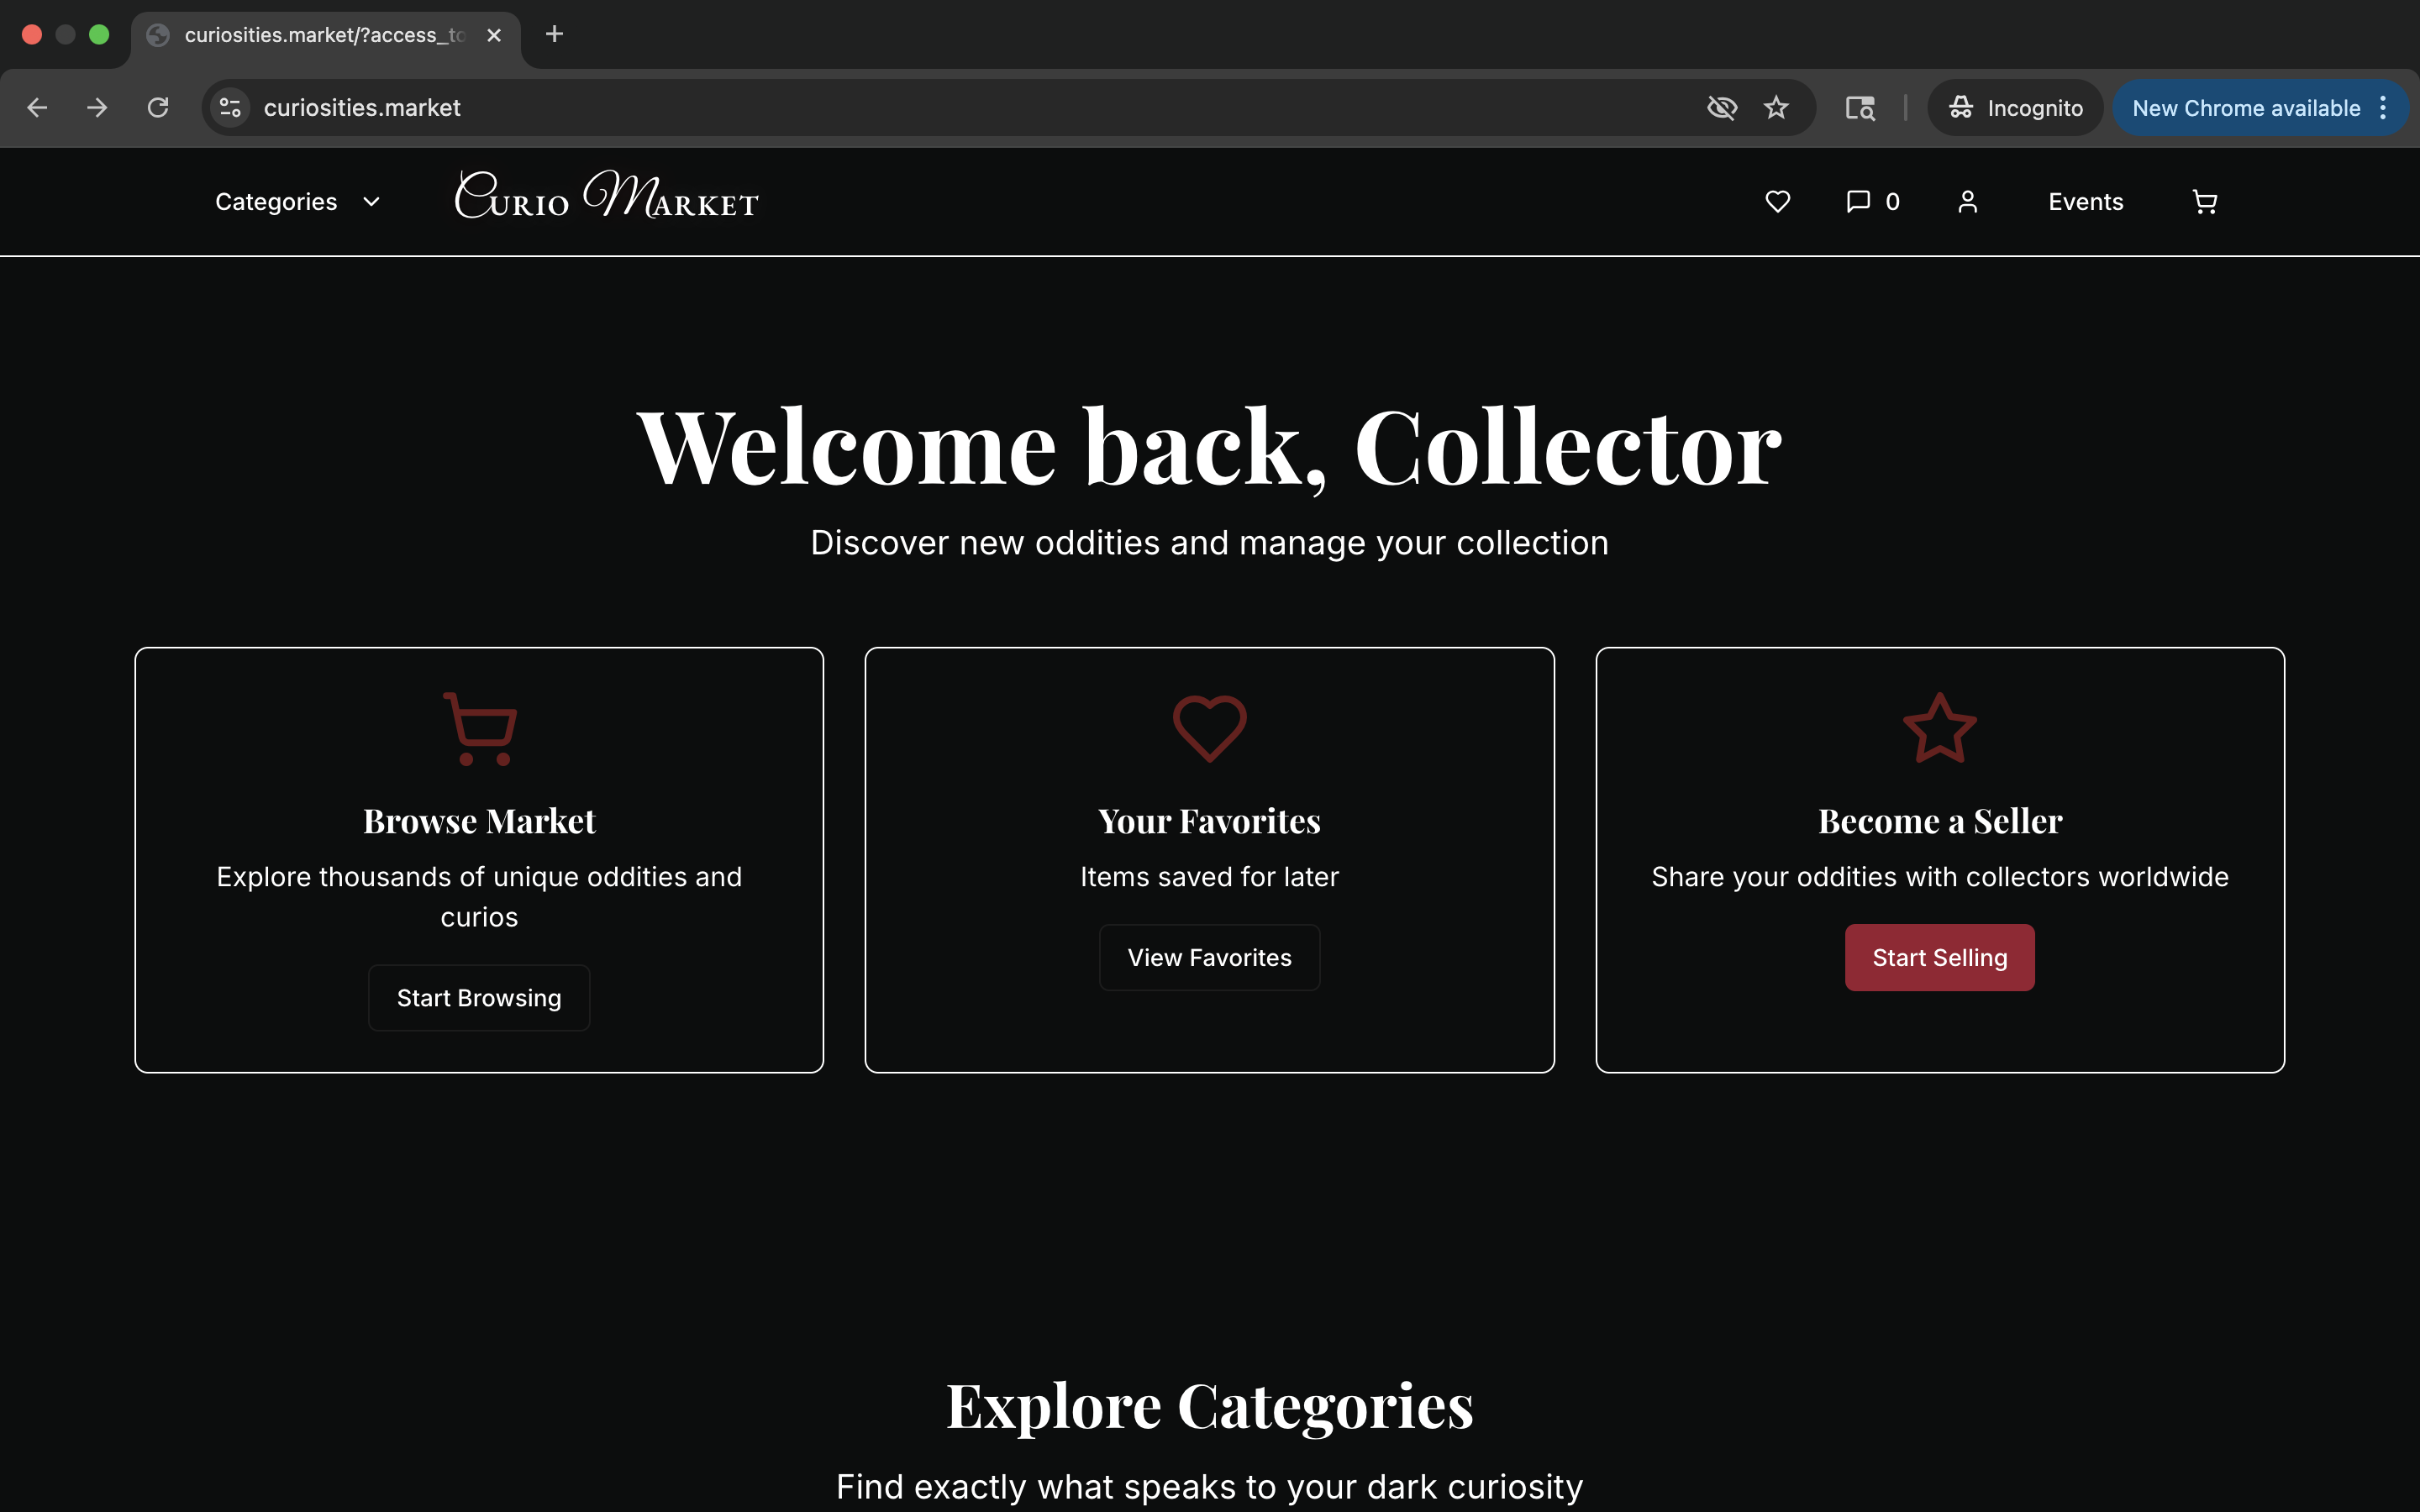 curiosities.market/?access_to
curiosities.market
Incognito
New Chrome available
Categories
Curio Market
0
Events
Welcome back, Collector
Discover new oddities and manage your collection
Browse Market
Explore thousands of unique oddities and
curios
Start Browsing
Your Favorites
Items saved for later
View Favorites
Become a Seller
Share your oddities with collectors worldwide
Start Selling
Explore Categories
Find exactly what speaks to your dark curiosity